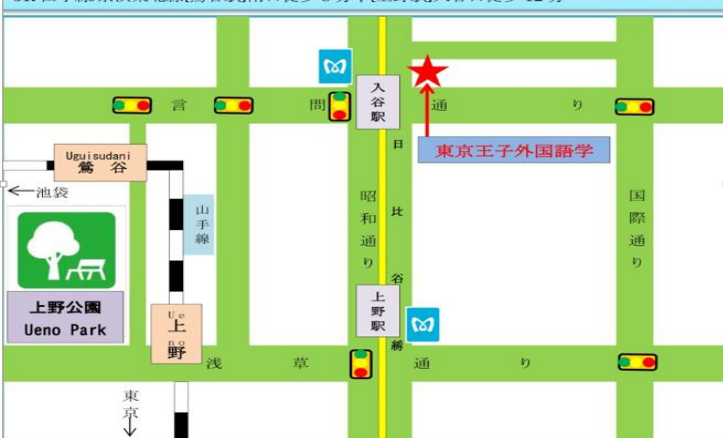 入谷駅
言問通り
Uguisudani
鶯谷
←池袋
山手線
東京王子外国語学
日比谷線
昭和通り
国際通り
上野公園
Ueno Park
Ueno
上野
上野駅
浅草通り
東京